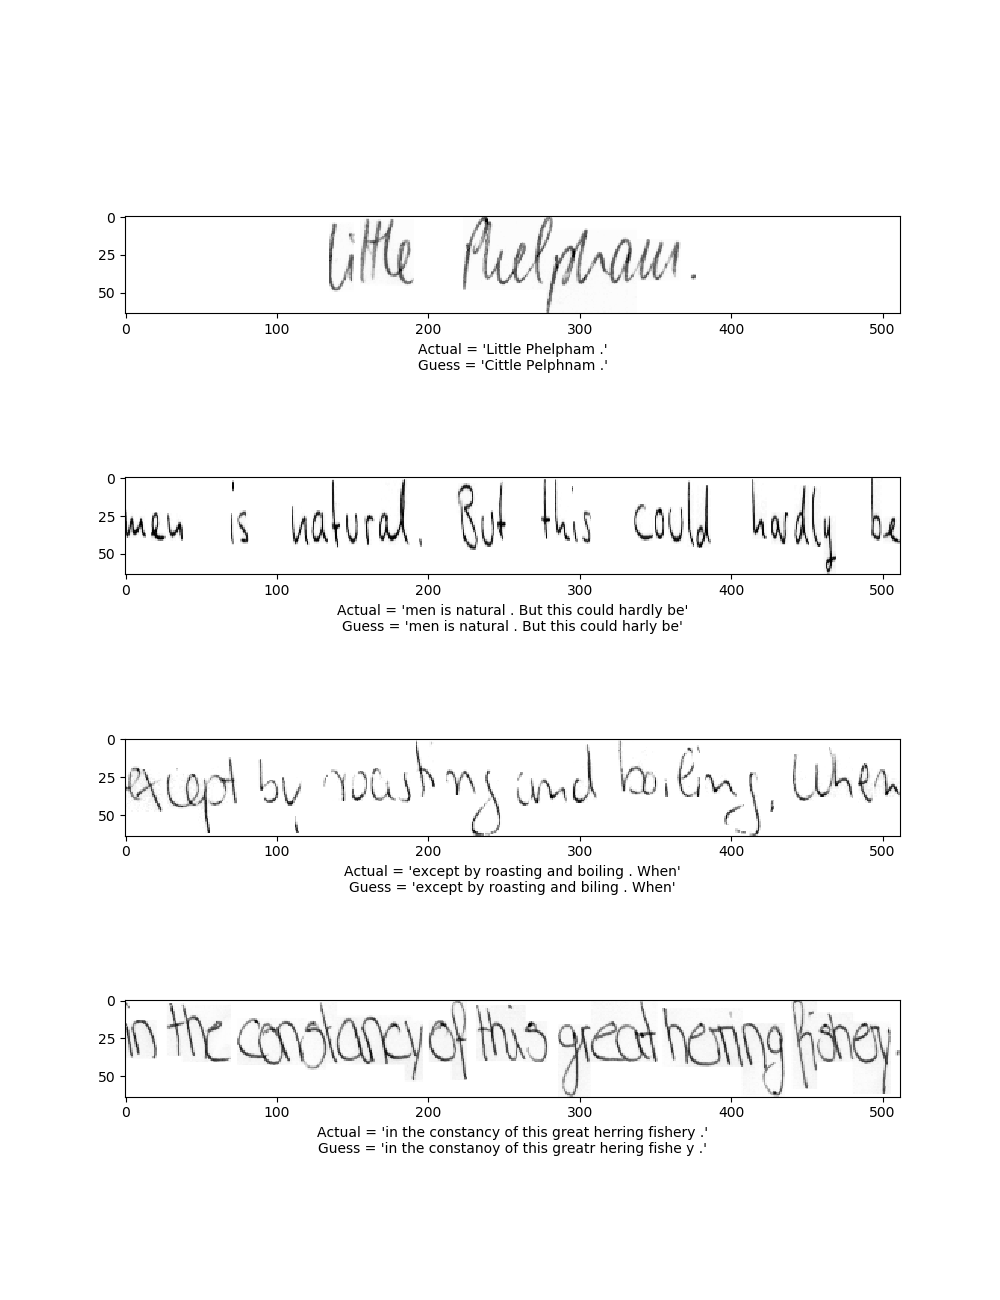 0
25
50
Little Phelpham.
0 100 200 300 400 500
Actual = 'Little Phelpham .'
Guess = 'Cittle Pelphnam .'
0
25
50
men is natural. But this could hardly be
0 100 200 300 400 500
Actual = 'men is natural . But this could hardly be'
Guess = 'men is natural . But this could harly be'
0
25
50
except by roasting and boiling. When
0 100 200 300 400 500
Actual = 'except by roasting and boiling . When'
Guess = 'except by roasting and biling . When'
0
25
50
in the constancy of this great herring fishery.
0 100 200 300 400 500
Actual = 'in the constancy of this great herring fishery .'
Guess = 'in the constanoy of this greatr hering fishe y .'